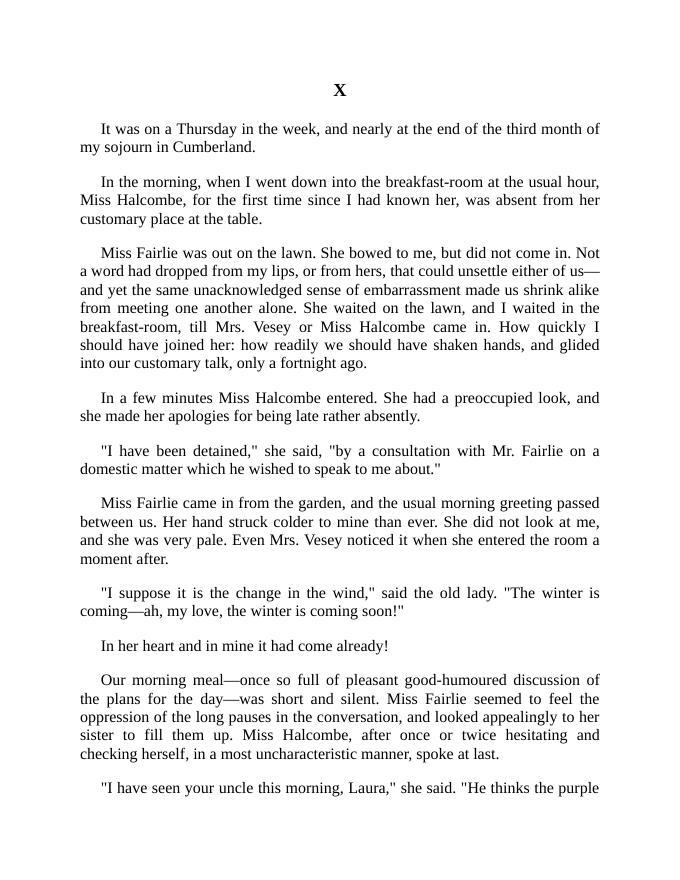 X
It was on a Thursday in the week, and nearly at the end of the third month of
my sojourn in Cumberland.
In the morning, when I went down into the breakfast-room at the usual hour,
Miss Halcombe, for the first time since I had known her, was absent from her
customary place at the table.
Miss Fairlie was out on the lawn. She bowed to me, but did not come in. Not
a word had dropped from my lips, or from hers, that could unsettle either of us—
and yet the same unacknowledged sense of embarrassment made us shrink alike
from meeting one another alone. She waited on the lawn, and I waited in the
breakfast-room, till Mrs. Vesey or Miss Halcombe came in. How quickly I
should have joined her: how readily we should have shaken hands, and glided
into our customary talk, only a fortnight ago.
In a few minutes Miss Halcombe entered. She had a preoccupied look, and
she made her apologies for being late rather absently.
"I have been detained," she said, "by a consultation with Mr. Fairlie on a
domestic matter which he wished to speak to me about."
Miss Fairlie came in from the garden, and the usual morning greeting passed
between us. Her hand struck colder to mine than ever. She did not look at me,
and she was very pale. Even Mrs. Vesey noticed it when she entered the room a
moment after.
"I suppose it is the change in the wind," said the old lady. "The winter is
coming—ah, my love, the winter is coming soon!"
In her heart and in mine it had come already!
Our morning meal—once so full of pleasant good-humoured discussion of
the plans for the day—was short and silent. Miss Fairlie seemed to feel the
oppression of the long pauses in the conversation, and looked appealingly to her
sister to fill them up. Miss Halcombe, after once or twice hesitating and
checking herself, in a most uncharacteristic manner, spoke at last.
"I have seen your uncle this morning, Laura," she said. "He thinks the purple